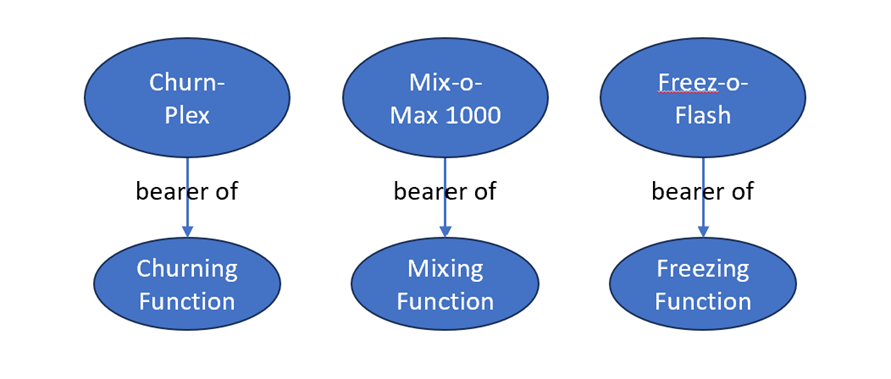 Churn-
Plex
Mix-o-
Max 1000
Freez-o-
Flash
bearer of
bearer of
bearer of
Churning
Function
Mixing
Function
Freezing
Function